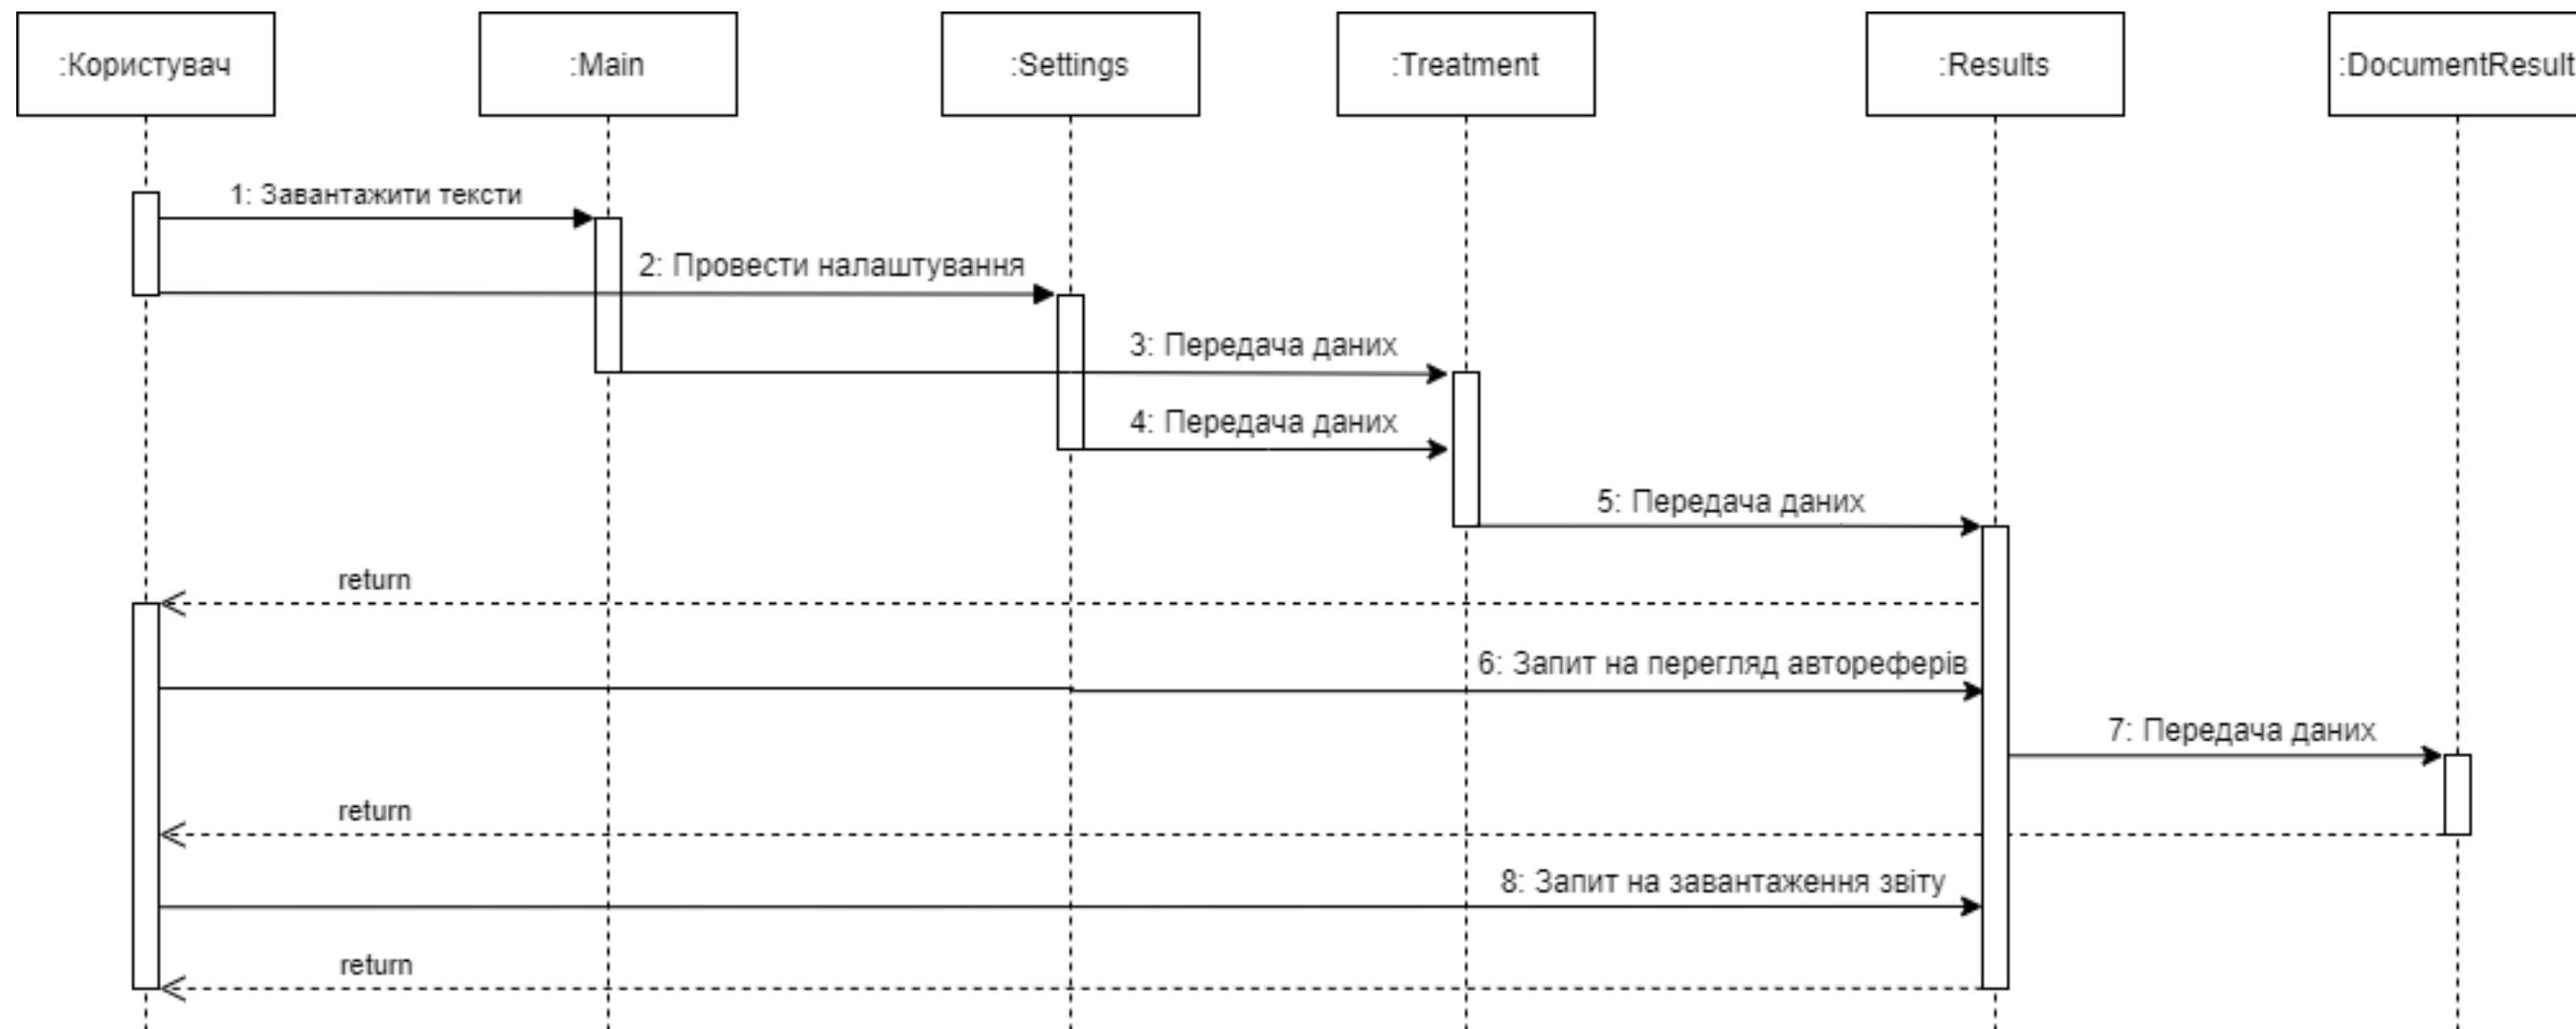 :Користувач
:Main
:Settings
:Treatment
:Results
:DocumentResult
1: Завантажити тексти
2: Провести налаштування
3: Передача даних
4: Передача даних
5: Передача даних
return
6: Запит на перегляд авторефорів
7: Передача даних
return
8: Запит на завантаження звіту
return